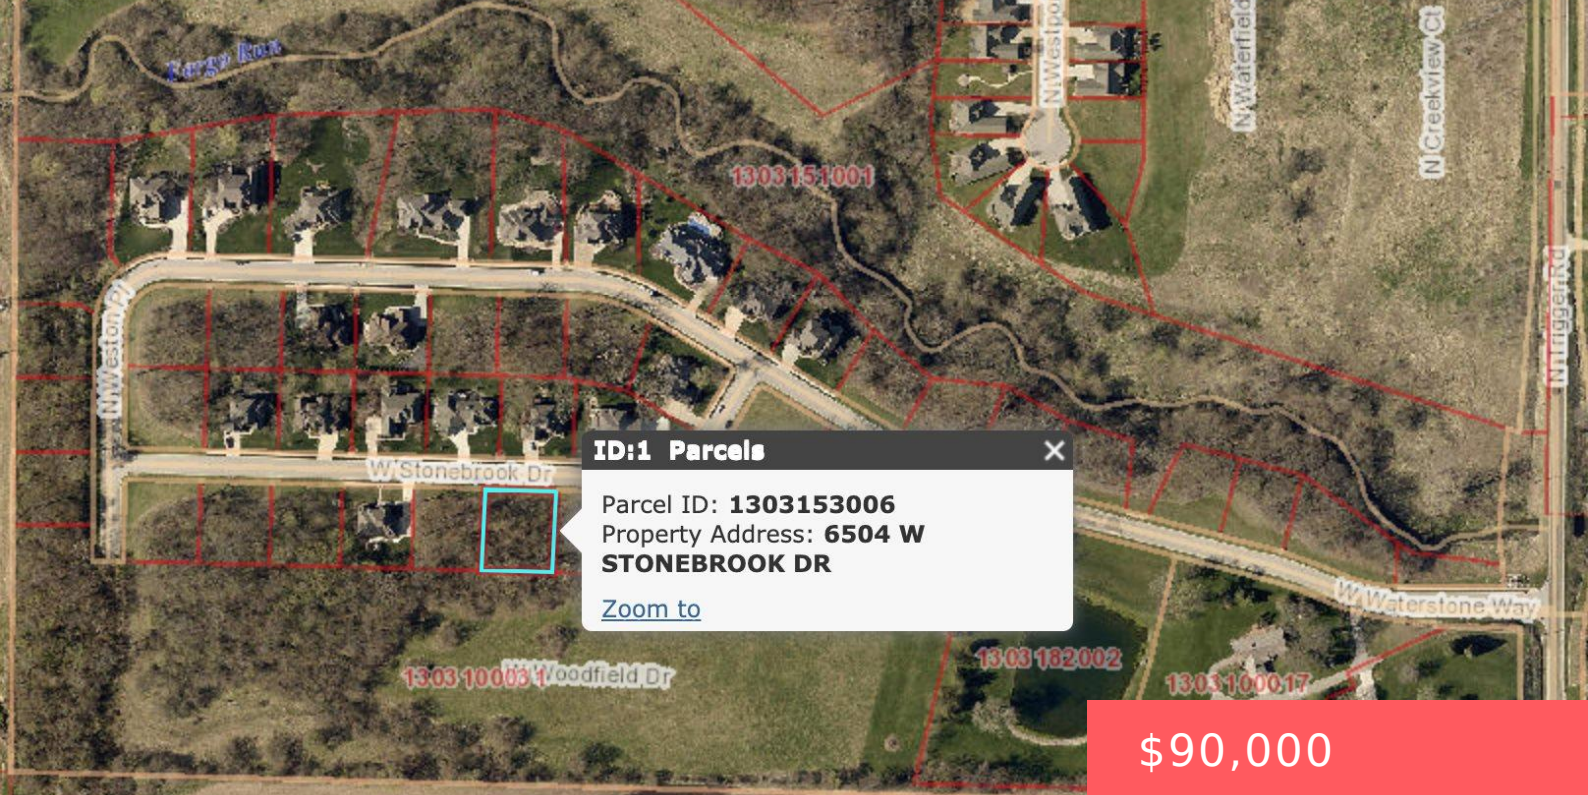 Fargo Run
N Westpo
N Waterfield
N Creekview Ct
1303151001
N Trigger Rd
N Weston Pl
W Stonebrook Dr
ID:1 Parcels
Parcel ID: 1303153006
Property Address: 6504 W
STONEBROOK DR
Zoom to
W Waterstone Way
1303100031
W Woodfield Dr
1303182002
1303100017
$90,000